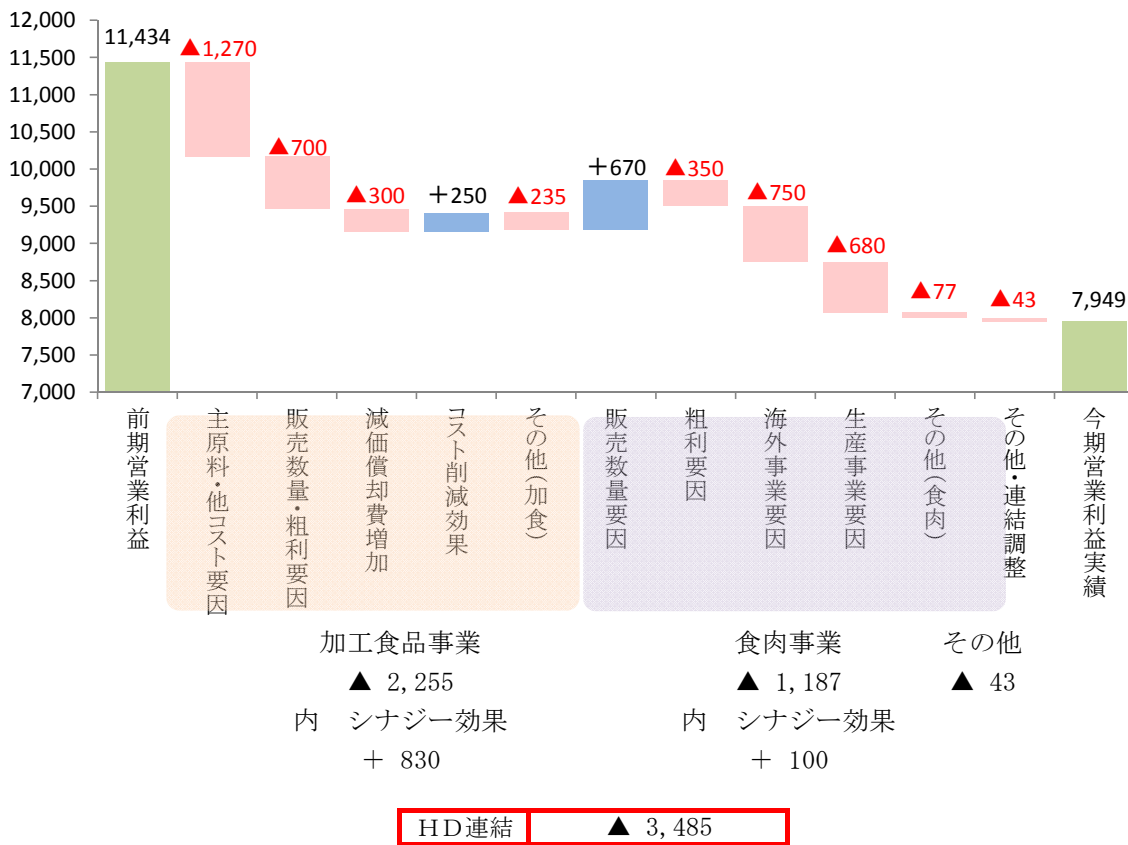 12,000
11,500
11,000
10,500
10,000
9,500
9,000
8,500
8,000
7,500
7,000
11,434
▲1,270
▲700
▲300
＋250
▲235
＋670
▲350
▲750
▲680
▲77
▲43
7,949
前期営業利益
主原料・他コスト要因
販売数量・粗利要因
減価償却費増加
コスト削減効果
その他（加食）
販売数量要因
粗利要因
海外事業要因
生産事業要因
その他（食肉）
その他・連結調整
今期営業利益実績
加工食品事業
▲ 2,255
内 シナジー効果
＋ 830
食肉事業
▲ 1,187
内 シナジー効果
＋ 100
その他
▲ 43
ＨＤ連結 ▲ 3,485